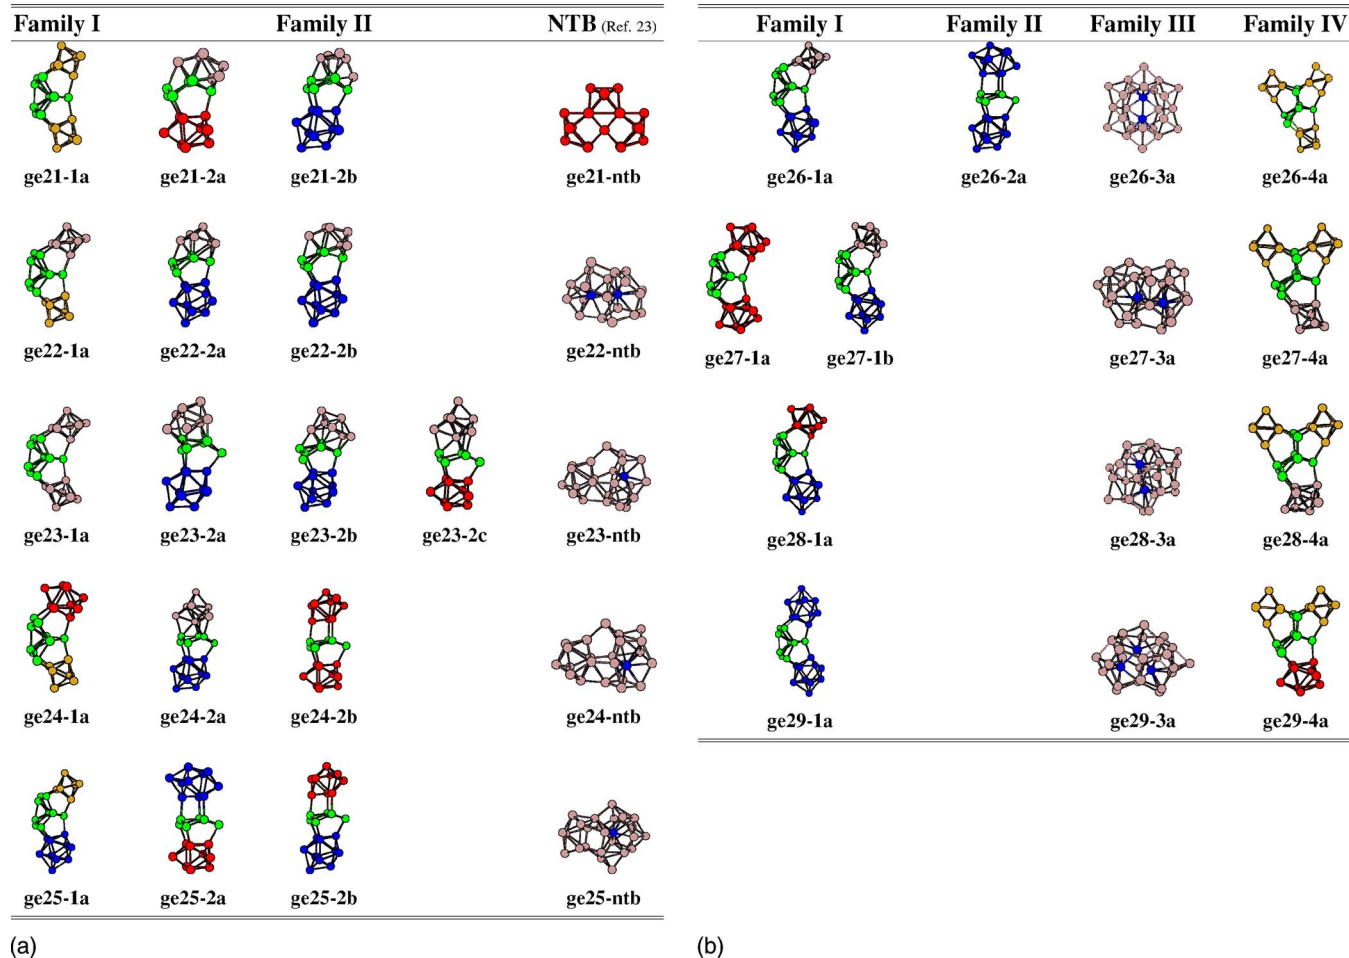 Family I Family II NTB (Ref. 23)
ge21-1a ge21-2a ge21-2b ge21-ntb
ge22-1a ge22-2a ge22-2b ge22-ntb
ge23-1a ge23-2a ge23-2b ge23-2c ge23-ntb
ge24-1a ge24-2a ge24-2b ge24-ntb
ge25-1a ge25-2a ge25-2b ge25-ntb
(a)
Family I Family II Family III Family IV
ge26-1a ge26-2a ge26-3a ge26-4a
ge27-1a ge27-1b ge27-3a ge27-4a
ge28-1a ge28-3a ge28-4a
ge29-1a ge29-3a ge29-4a
(b)